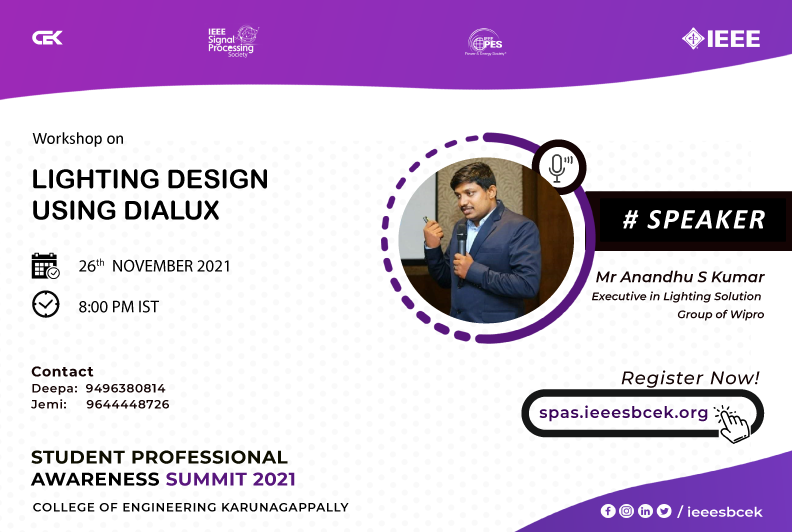 CEK
IEEE
Signal
Processing
Society
IEEE
PES
Power & Energy Society®
IEEE
Workshop on
LIGHTING DESIGN
USING DIALUX
26th NOVEMBER 2021
8:00 PM IST
# SPEAKER
Mr Anandhu S Kumar
Executive in Lighting Solution
Group of Wipro
Contact
Deepa: 9496380814
Jemi: 9644448726
Register Now!
spas.ieeesbcek.org
STUDENT PROFESSIONAL
AWARENESS SUMMIT 2021
COLLEGE OF ENGINEERING KARUNAGAPPALLY
/ ieeesbcek